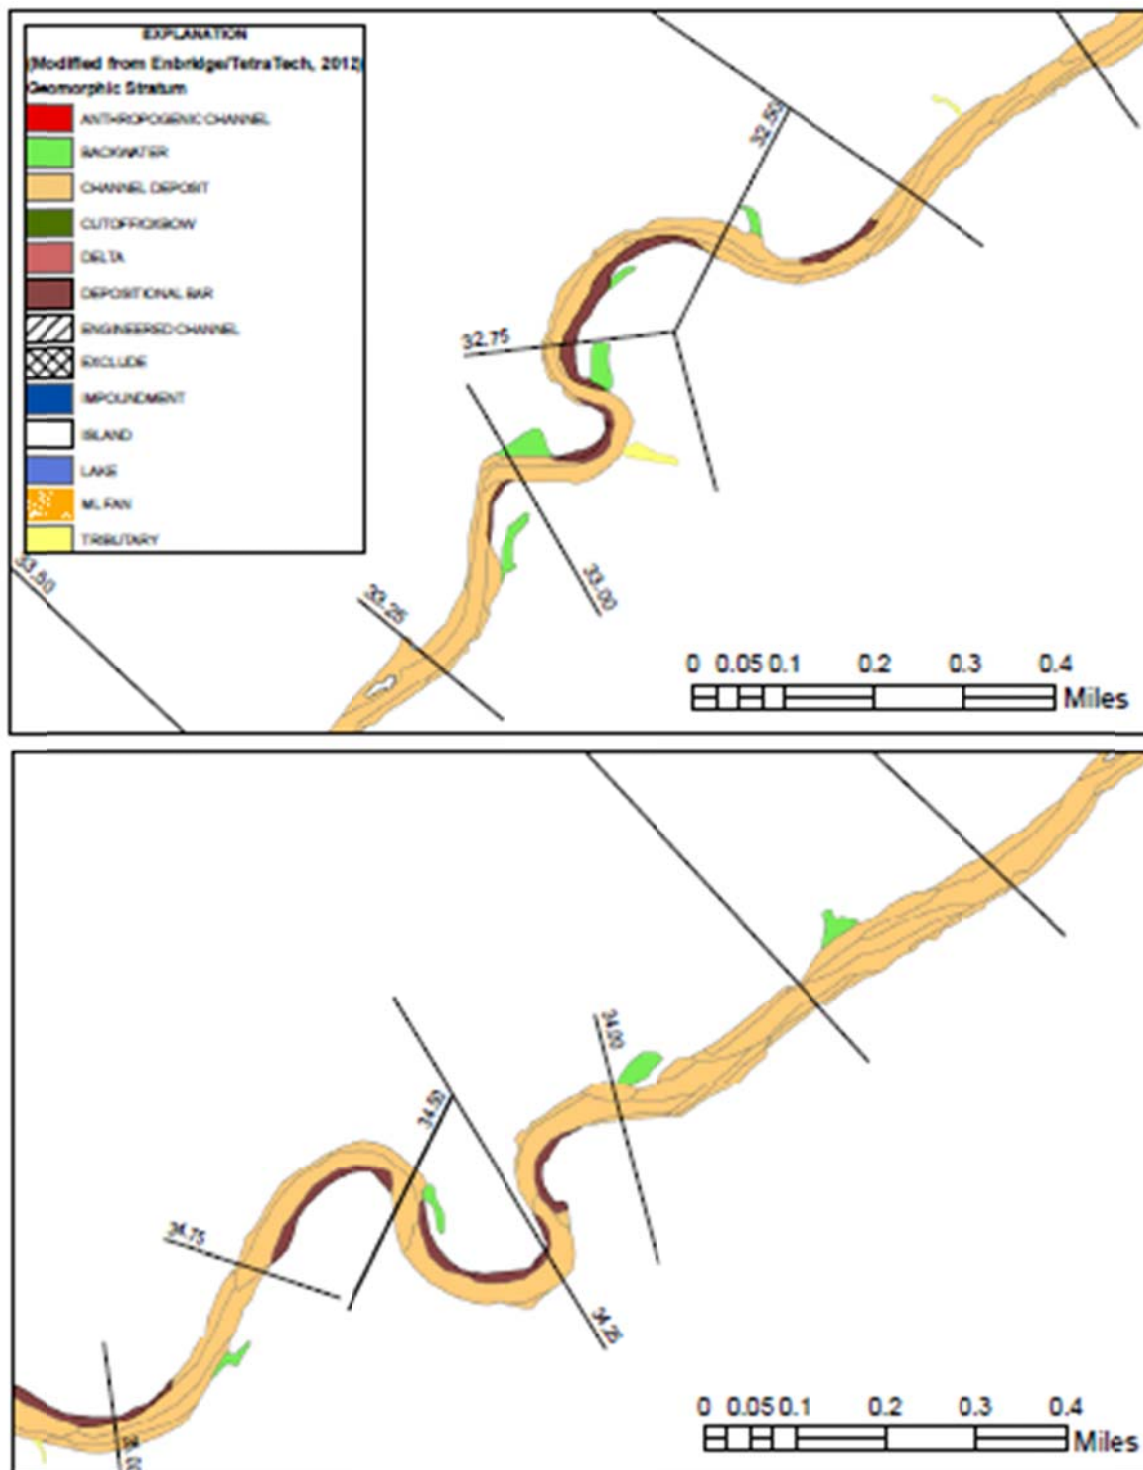 EXPLANATION
(Modified from Enbridge/TetraTech, 2012)
Geomorphic Stratum
ANTHROPOGENIC CHANNEL
BACKWATER
CHANNEL DEPOSIT
CUTOFF/OXBOW
DELTA
DEPOSITIONAL BAR
ENGINEERED CHANNEL
EXCLUDE
IMPOUNDMENT
ISLAND
LAKE
ML FAN
TRIBUTARY
32.50
32.75
33.00
33.25
33.50
0 0.05 0.1 0.2 0.3 0.4
Miles
34.00
34.50
34.75
34.25
0 0.05 0.1 0.2 0.3 0.4
Miles